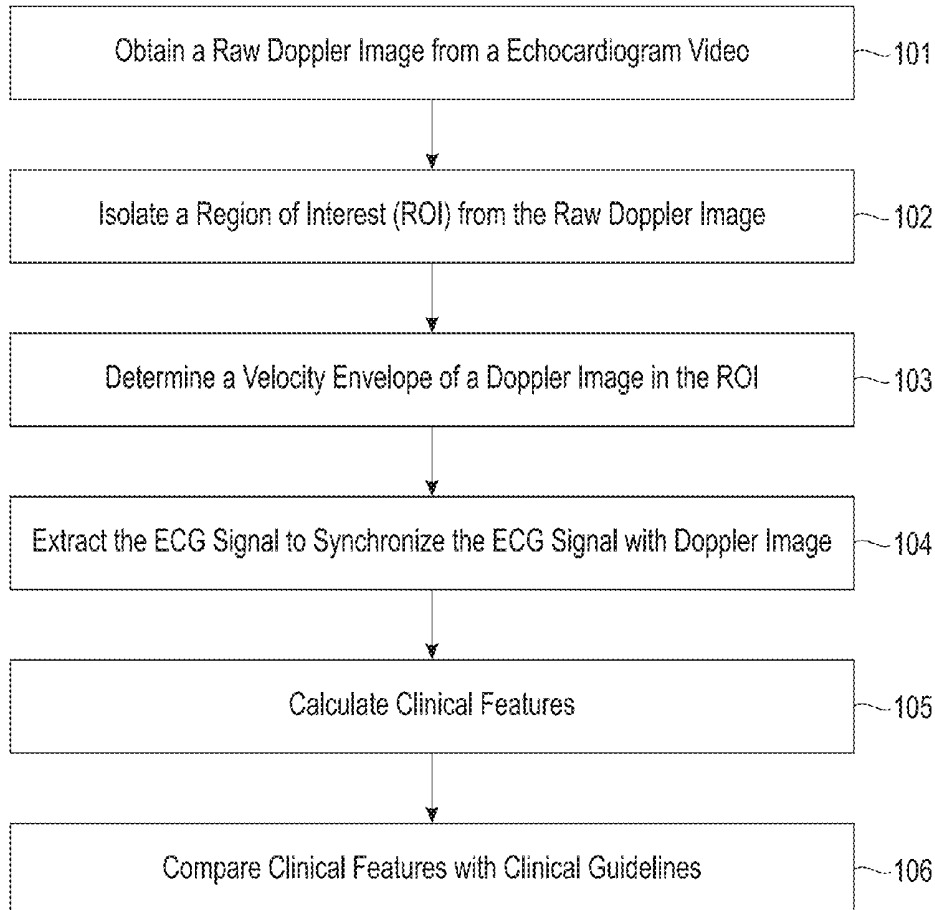 Obtain a Raw Doppler Image from a Echocardiogram Video 101
Isolate a Region of Interest (ROI) from the Raw Doppler Image 102
Determine a Velocity Envelope of a Doppler Image in the ROI 103
Extract the ECG Signal to Synchronize the ECG Signal with Doppler Image 104
Calculate Clinical Features 105
Compare Clinical Features with Clinical Guidelines 106